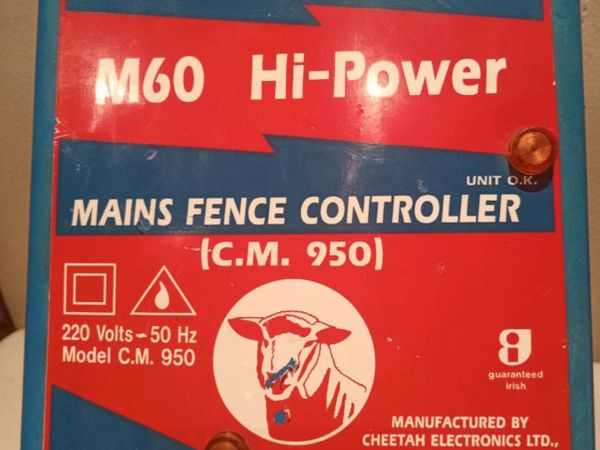 M60 Hi-Power
UNIT O.K.
MAINS FENCE CONTROLLER
(C.M. 950)
220 Volts ~ 50 Hz
Model C.M. 950
guaranteed
irish
MANUFACTURED BY
CHEETAH ELECTRONICS LTD.,